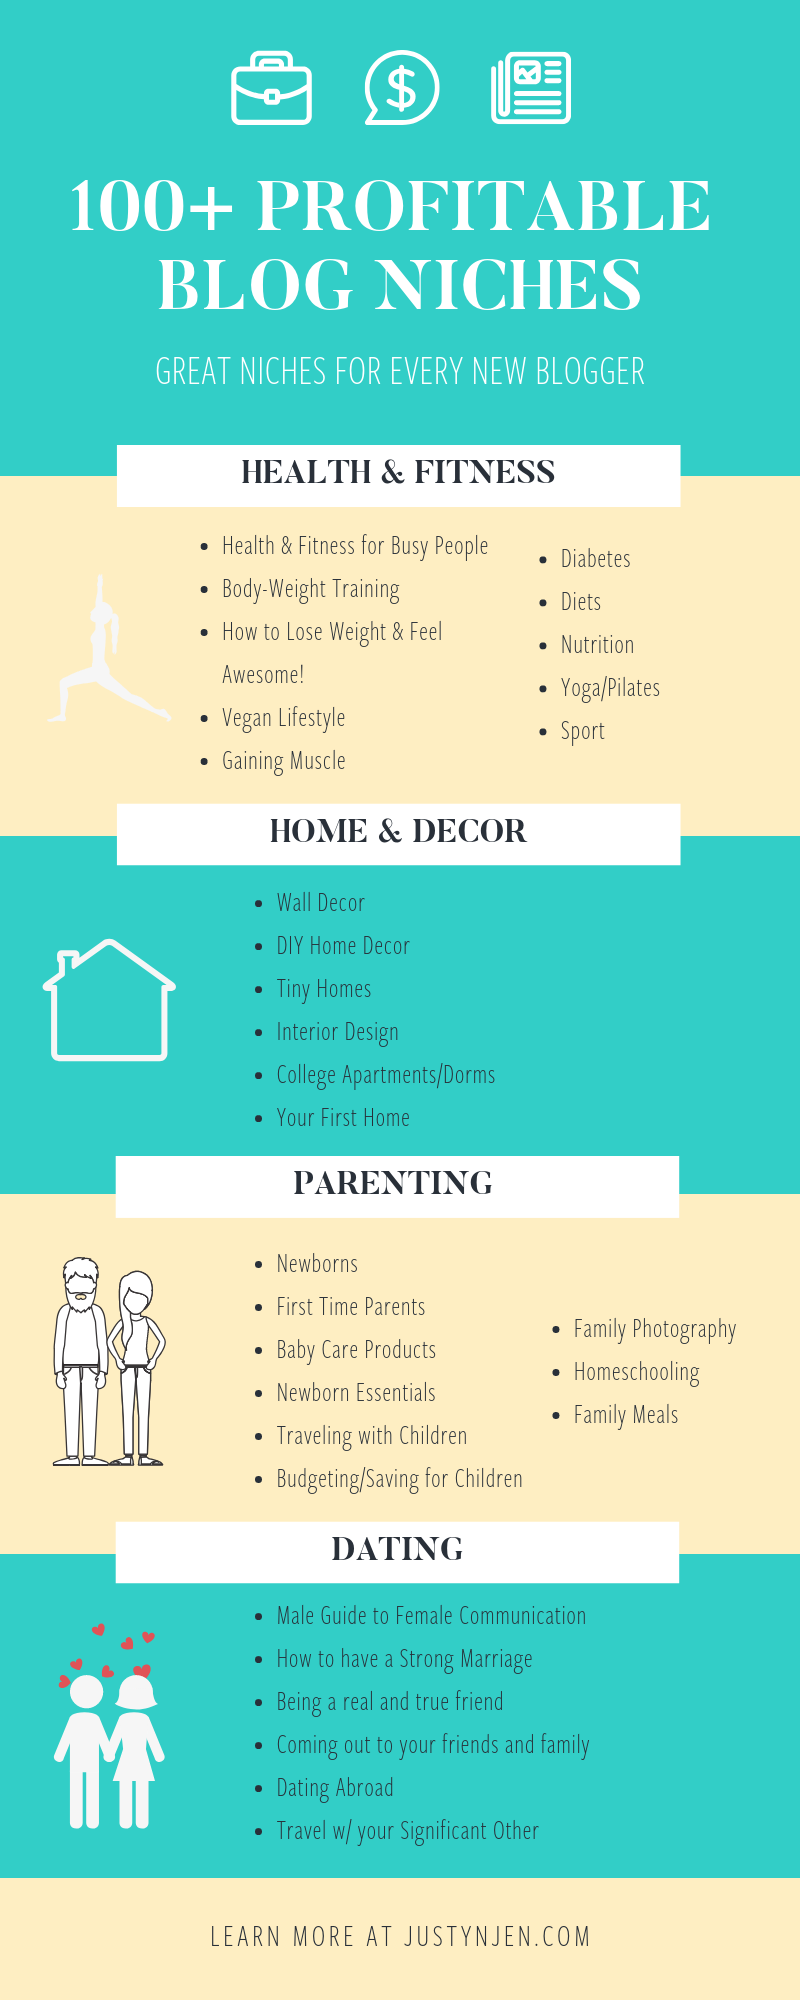 100+ PROFITABLE
BLOG NICHES
GREAT NICHES FOR EVERY NEW BLOGGER
HEALTH & FITNESS
• Health & Fitness for Busy People
• Body-Weight Training
• How to Lose Weight & Feel
Awesome!
• Vegan Lifestyle
• Gaining Muscle
• Diabetes
• Diets
• Nutrition
• Yoga/Pilates
• Sport
HOME & DECOR
• Wall Decor
• DIY Home Decor
• Tiny Homes
• Interior Design
• College Apartments/Dorms
• Your First Home
PARENTING
• Newborns
• First Time Parents
• Baby Care Products
• Newborn Essentials
• Traveling with Children
• Budgeting/Saving for Children
• Family Photography
• Homeschooling
• Family Meals
DATING
• Male Guide to Female Communication
• How to have a Strong Marriage
• Being a real and true friend
• Coming out to your friends and family
• Dating Abroad
• Travel w/ your Significant Other
LEARN MORE AT JUSTYNJEN.COM